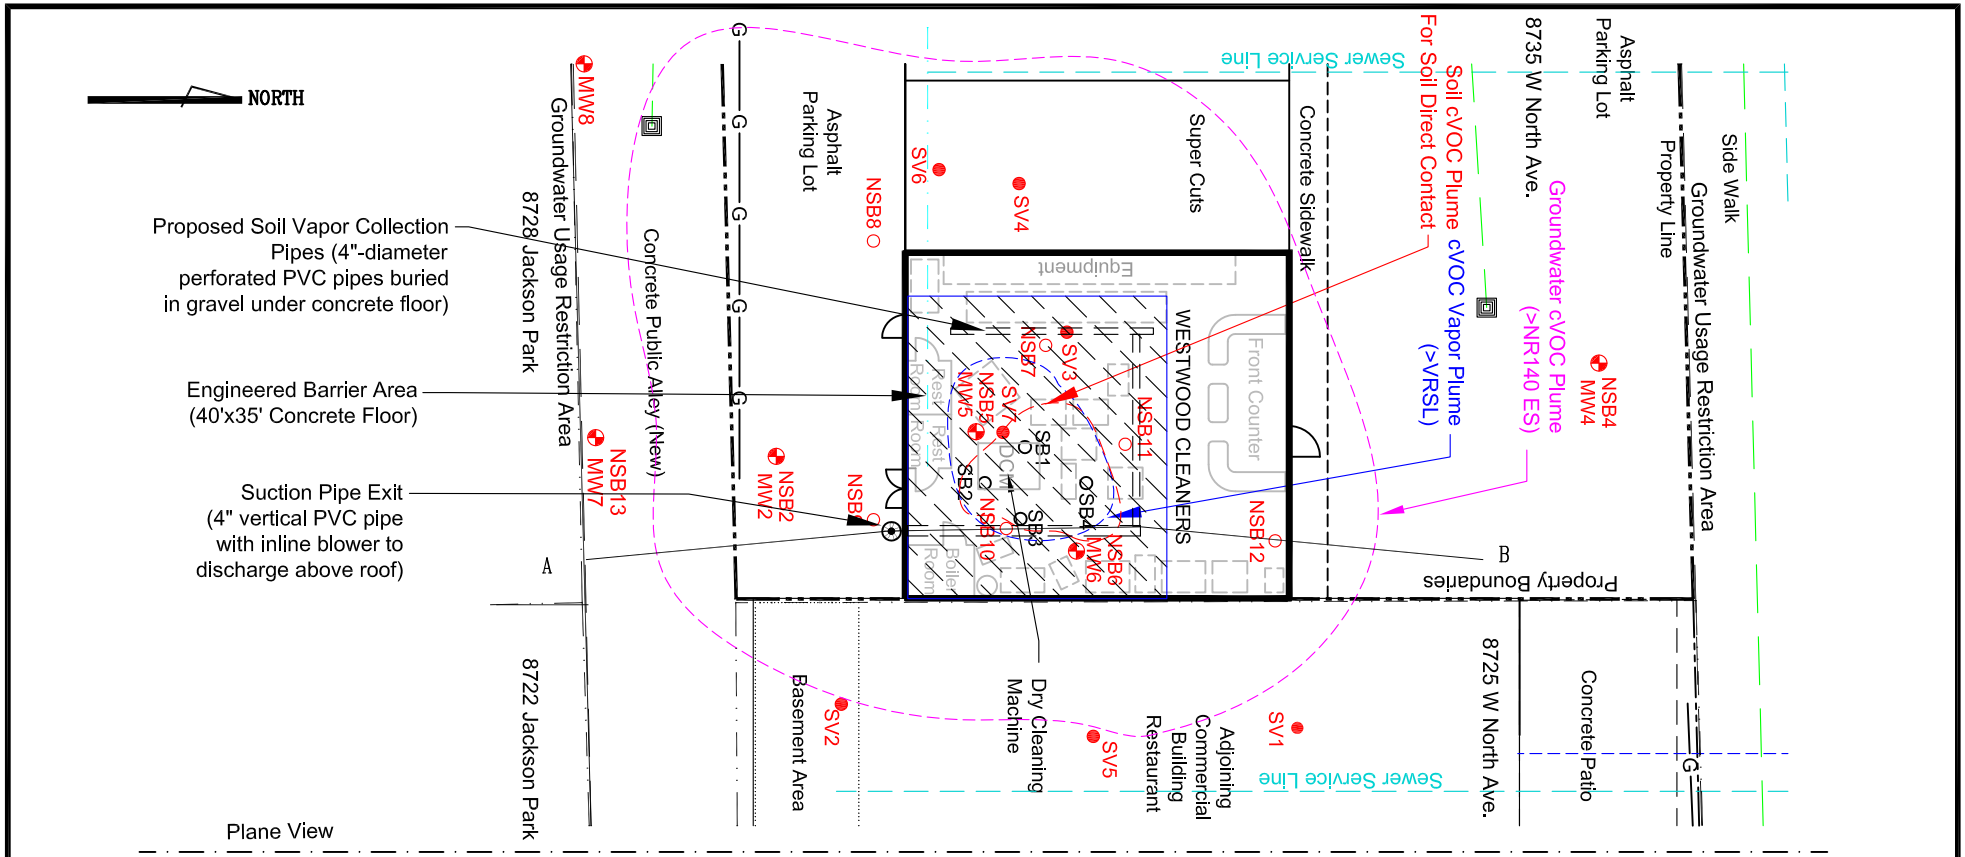 NORTH
Proposed Soil Vapor Collection
Pipes (4"-diameter
perforated PVC pipes buried
in gravel under concrete floor)
Engineered Barrier Area
(40'x35' Concrete Floor)
Suction Pipe Exit
(4" vertical PVC pipe
with inline blower to
discharge above roof)
A
Plane View
MW8
Groundwater Usage Restriction Area
8728 Jackson Park
8722 Jackson Park
NSB13
MW7
Concrete Public Alley (New)
G
G
G
G
G
NSB2
MW2
Asphalt
Parking Lot
NSB8
Basement Area
SV2
SV6
SV4
Super Cuts
Equipment
WESTWOOD CLEANERS
Front Counter
Rest
Room
Rest
Room
Boiler
Room
DCM
SV3
NSB7
SV7
NSB5
MW5
SB1
SB2
SB3
SB4
NSB10
NSB11
NSB6
MW6
NSB12
Dry Cleaning
Machine
SV5
Adjoining
Commercial
Building
Restaurant
SV1
Sewer Service Line
Sewer Service Line
Concrete Sidewalk
For Soil Direct Contact
Soil cVOC Plume
cVOC Vapor Plume
(>VRSL)
Groundwater cVOC Plume
(>NR140 ES)
8735 W North Ave.
Asphalt
Parking Lot
NSB4
MW4
Property Line
Groundwater Usage Restriction Area
Side Walk
B
Property Boundaries
8725 W North Ave.
Concrete Patio
G